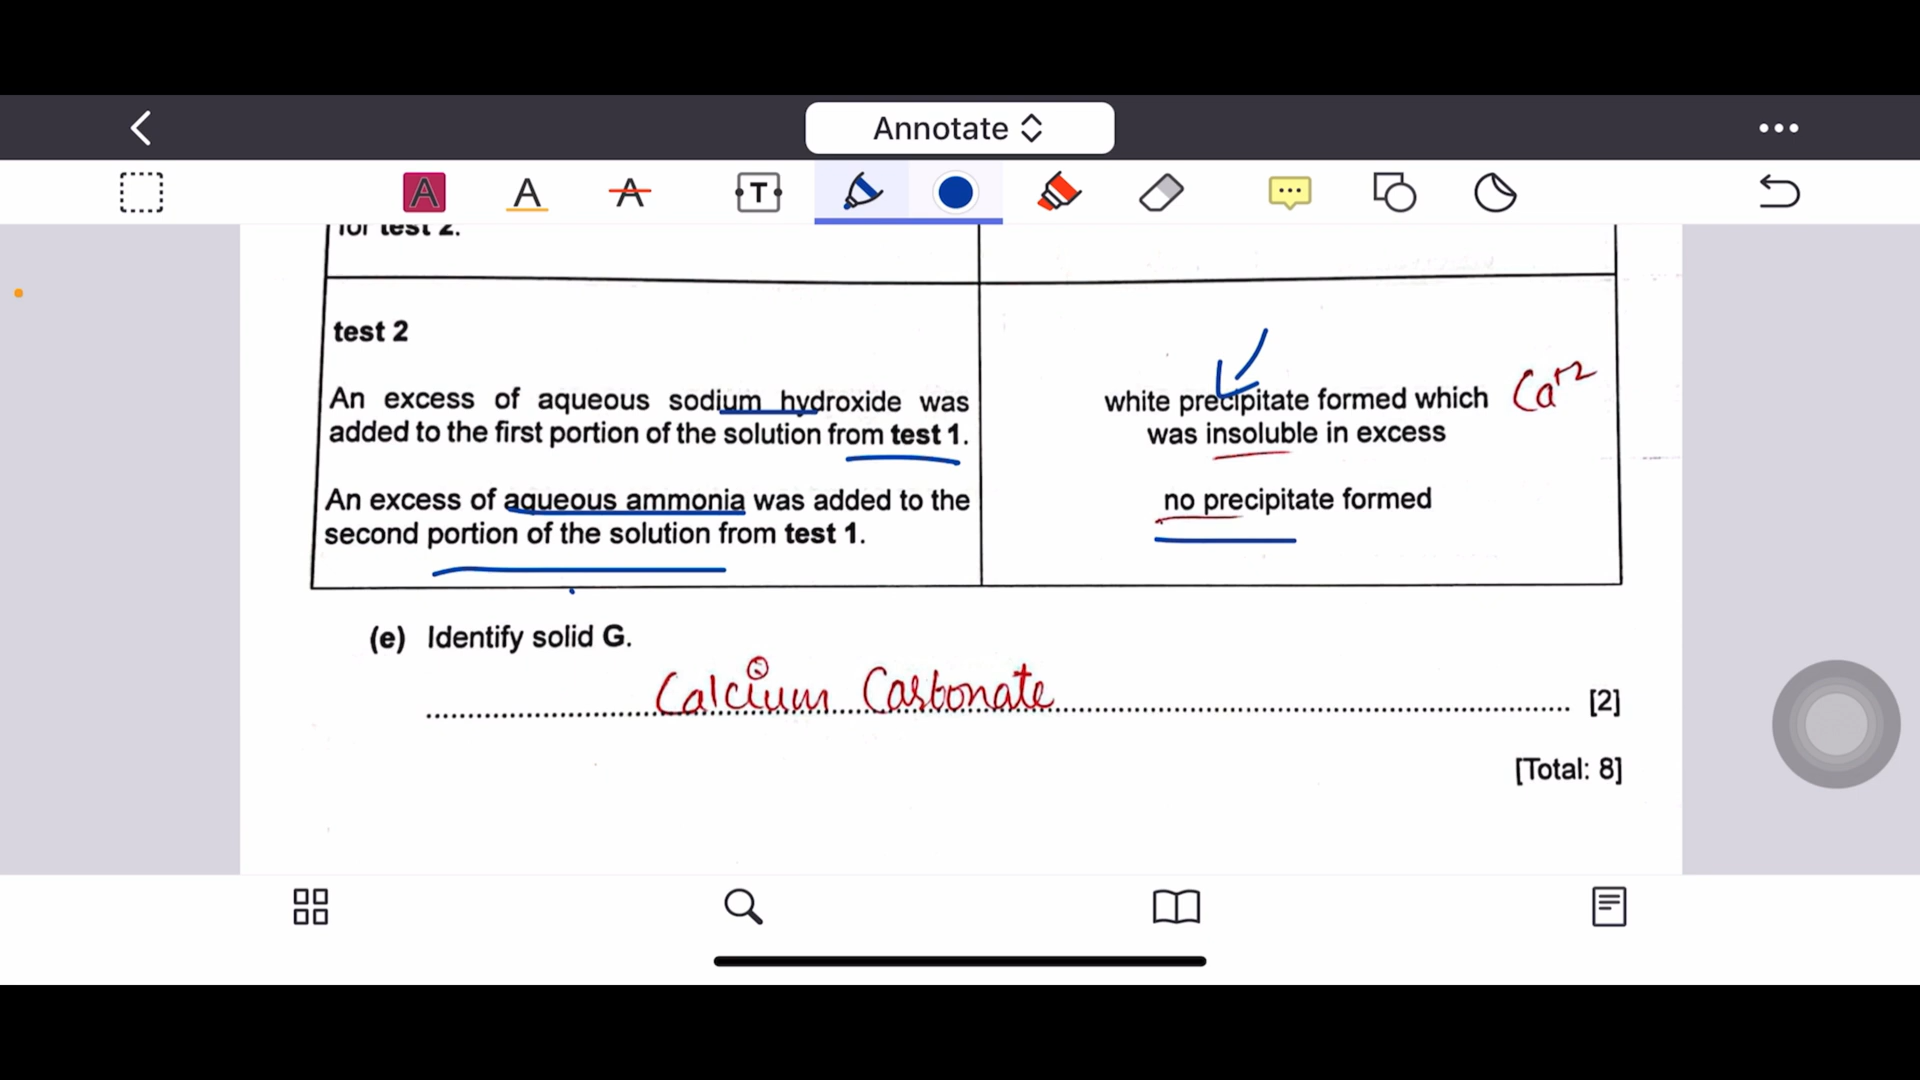 Annotate
A A A T
for test 2.
test 2
An excess of aqueous sodium hydroxide was
added to the first portion of the solution from test 1.
white precipitate formed which
was insoluble in excess
Ca+2
An excess of aqueous ammonia was added to the
second portion of the solution from test 1.
no precipitate formed
(e) Identify solid G.
Calcium Carbonate
[2]
[Total: 8]